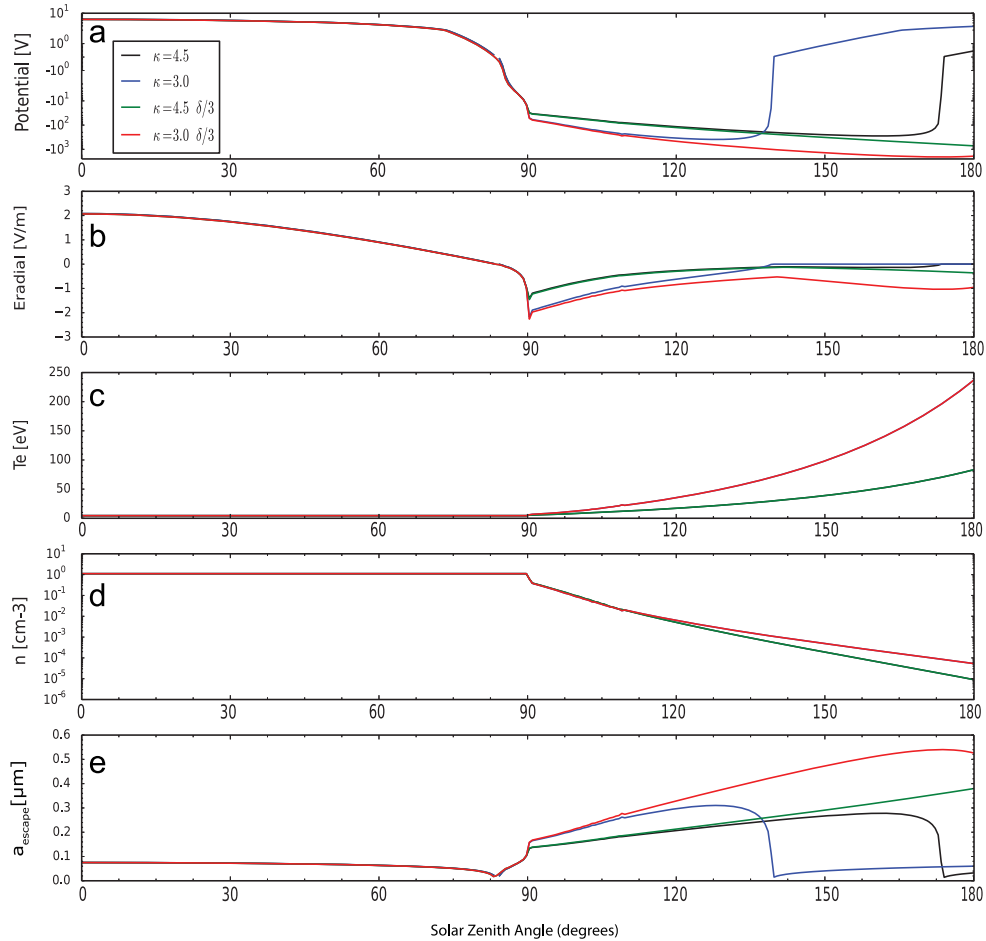 a
Potential [V]
10¹
10⁰
-10⁰
-10¹
-10²
-10³
κ=4.5
κ=3.0
κ=4.5 δ/3
κ=3.0 δ/3
0 30 60 90 120 150 180
b
Eradial [V/m]
3
2
1
0
−1
−2
−3
0 30 60 90 120 150 180
c
Te [eV]
250
200
150
100
50
0
0 30 60 90 120 150 180
d
n [cm-3]
10¹
10⁰
10⁻¹
10⁻²
10⁻³
10⁻⁴
10⁻⁵
10⁻⁶
0 30 60 90 120 150 180
e
a_escape[µm]
0.6
0.5
0.4
0.3
0.2
0.1
0.0
0 30 60 90 120 150 180
Solar Zenith Angle (degrees)